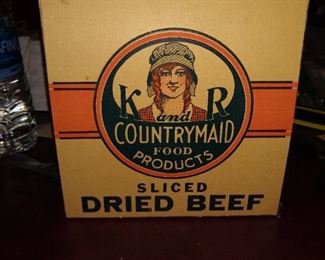 K and R
COUNTRYMAID
FOOD
PRODUCTS
SLICED
DRIED BEEF